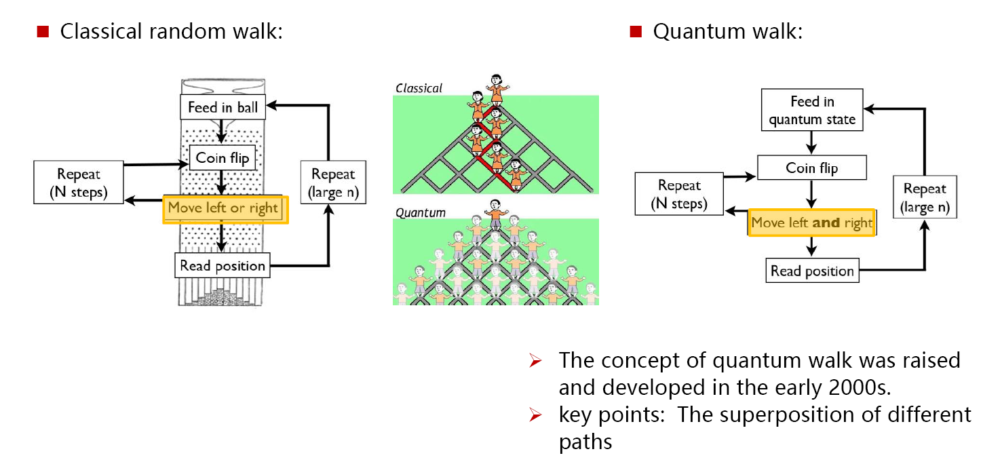 Classical random walk:
Feed in ball
Coin flip
Repeat
(N steps)
Repeat
(large n)
Move left or right
Read position
Classical
Quantum
Quantum walk:
Feed in
quantum state
Coin flip
Repeat
(N steps)
Repeat
(large n)
Move left and right
Read position
The concept of quantum walk was raised
and developed in the early 2000s.
key points:  The superposition of different
paths